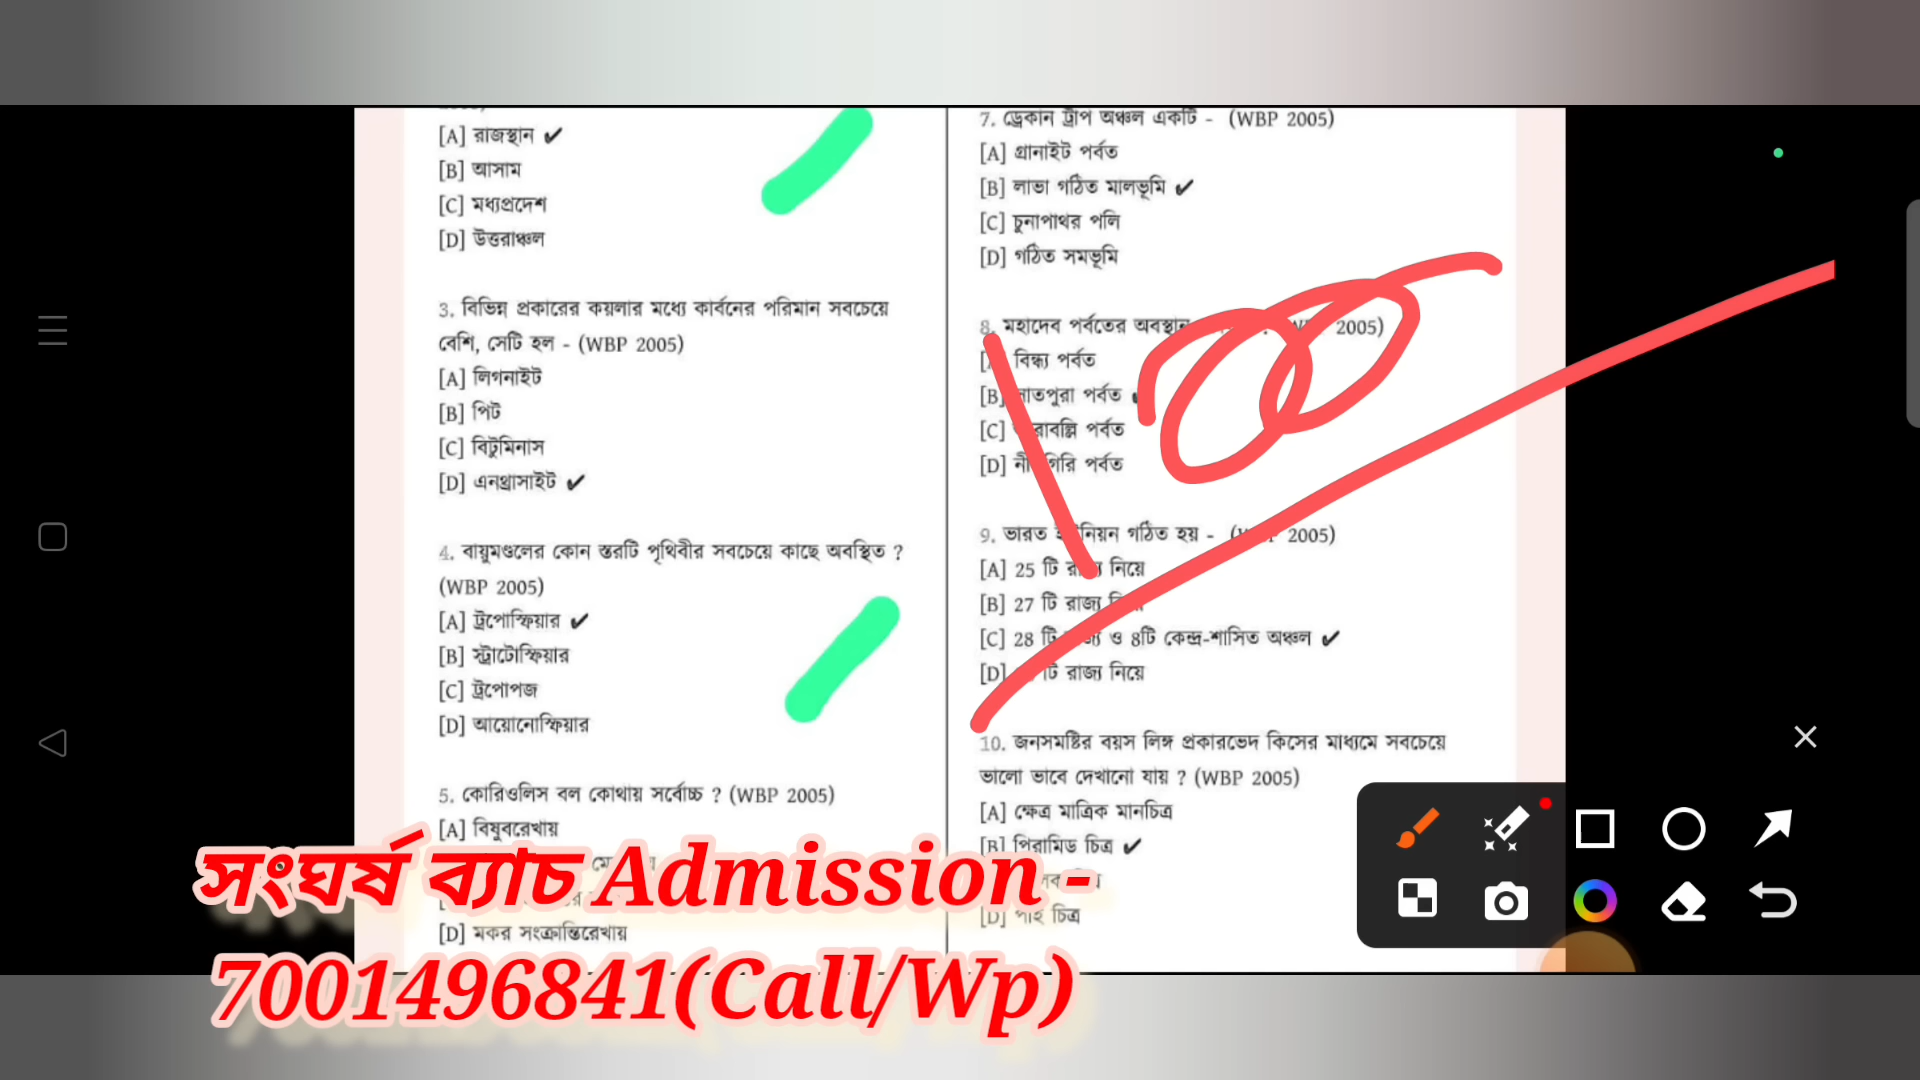 [A] রাজস্থান ✔
[B] আসাম
[C] মধ্যপ্রদেশ
[D] উত্তরাঞ্চল
3. বিভিন্ন প্রকারের কয়লার মধ্যে কার্বনের পরিমান সবচেয়ে
বেশি, সেটি হল - (WBP 2005)
[A] লিগনাইট
[B] পিট
[C] বিটুমিনাস
[D] এনথ্রাসাইট ✔
4. বায়ুমণ্ডলের কোন স্তরটি পৃথিবীর সবচেয়ে কাছে অবস্থিত ?
(WBP 2005)
[A] ট্রপোস্ফিয়ার ✔
[B] স্ট্রাটোস্ফিয়ার
[C] ট্রপোপজ
[D] আয়োনোস্ফিয়ার
5. কোরিওলিস বল কোথায় সর্বোচ্চ ? (WBP 2005)
[A] বিষুবরেখায়
[D] মকর সংক্রান্তিরেখায়
7. ড্রেকান ট্রাপ অঞ্চল একটি - (WBP 2005)
[A] গ্রানাইট পর্বত
[B] লাভা গঠিত মালভূমি ✔
[C] চুনাপাথর পলি
[D] গঠিত সমভূমি
8. মহাদেব পর্বতের অবস্থান 2005)
বিন্ধ্য পর্বত
[B] পর্বত
[C] পর্বত
[D] পর্বত
9. ভারত গঠিত হয় - 2005)
[A] 25 টি নিয়ে
[B] 27 টি রাজ্য
[C] 28 ও 8টি কেন্দ্র-শাসিত অঞ্চল ✔
[D] টি রাজ্য নিয়ে
10. জনসমষ্টির বয়স লিঙ্গ প্রকারভেদ কিসের মাধ্যমে সবচেয়ে
ভালো ভাবে দেখানো যায় ? (WBP 2005)
[A] ক্ষেত্র মাত্রিক মানচিত্র
[B] পিরামিড চিত্র ✔
[D] পাই চিত্র
100
সংঘর্ষ ব্যাচ Admission -
7001496841(Call/Wp)